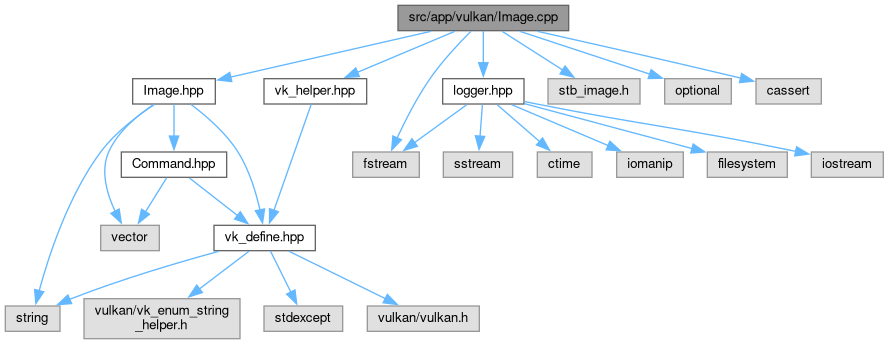 src/app/vulkan/Image.cpp
Image.hpp
vk_helper.hpp
logger.hpp
stb_image.h
optional
cassert
Command.hpp
fstream
sstream
ctime
iomanip
filesystem
iostream
vector
vk_define.hpp
string
vulkan/vk_enum_string
_helper.h
stdexcept
vulkan/vulkan.h